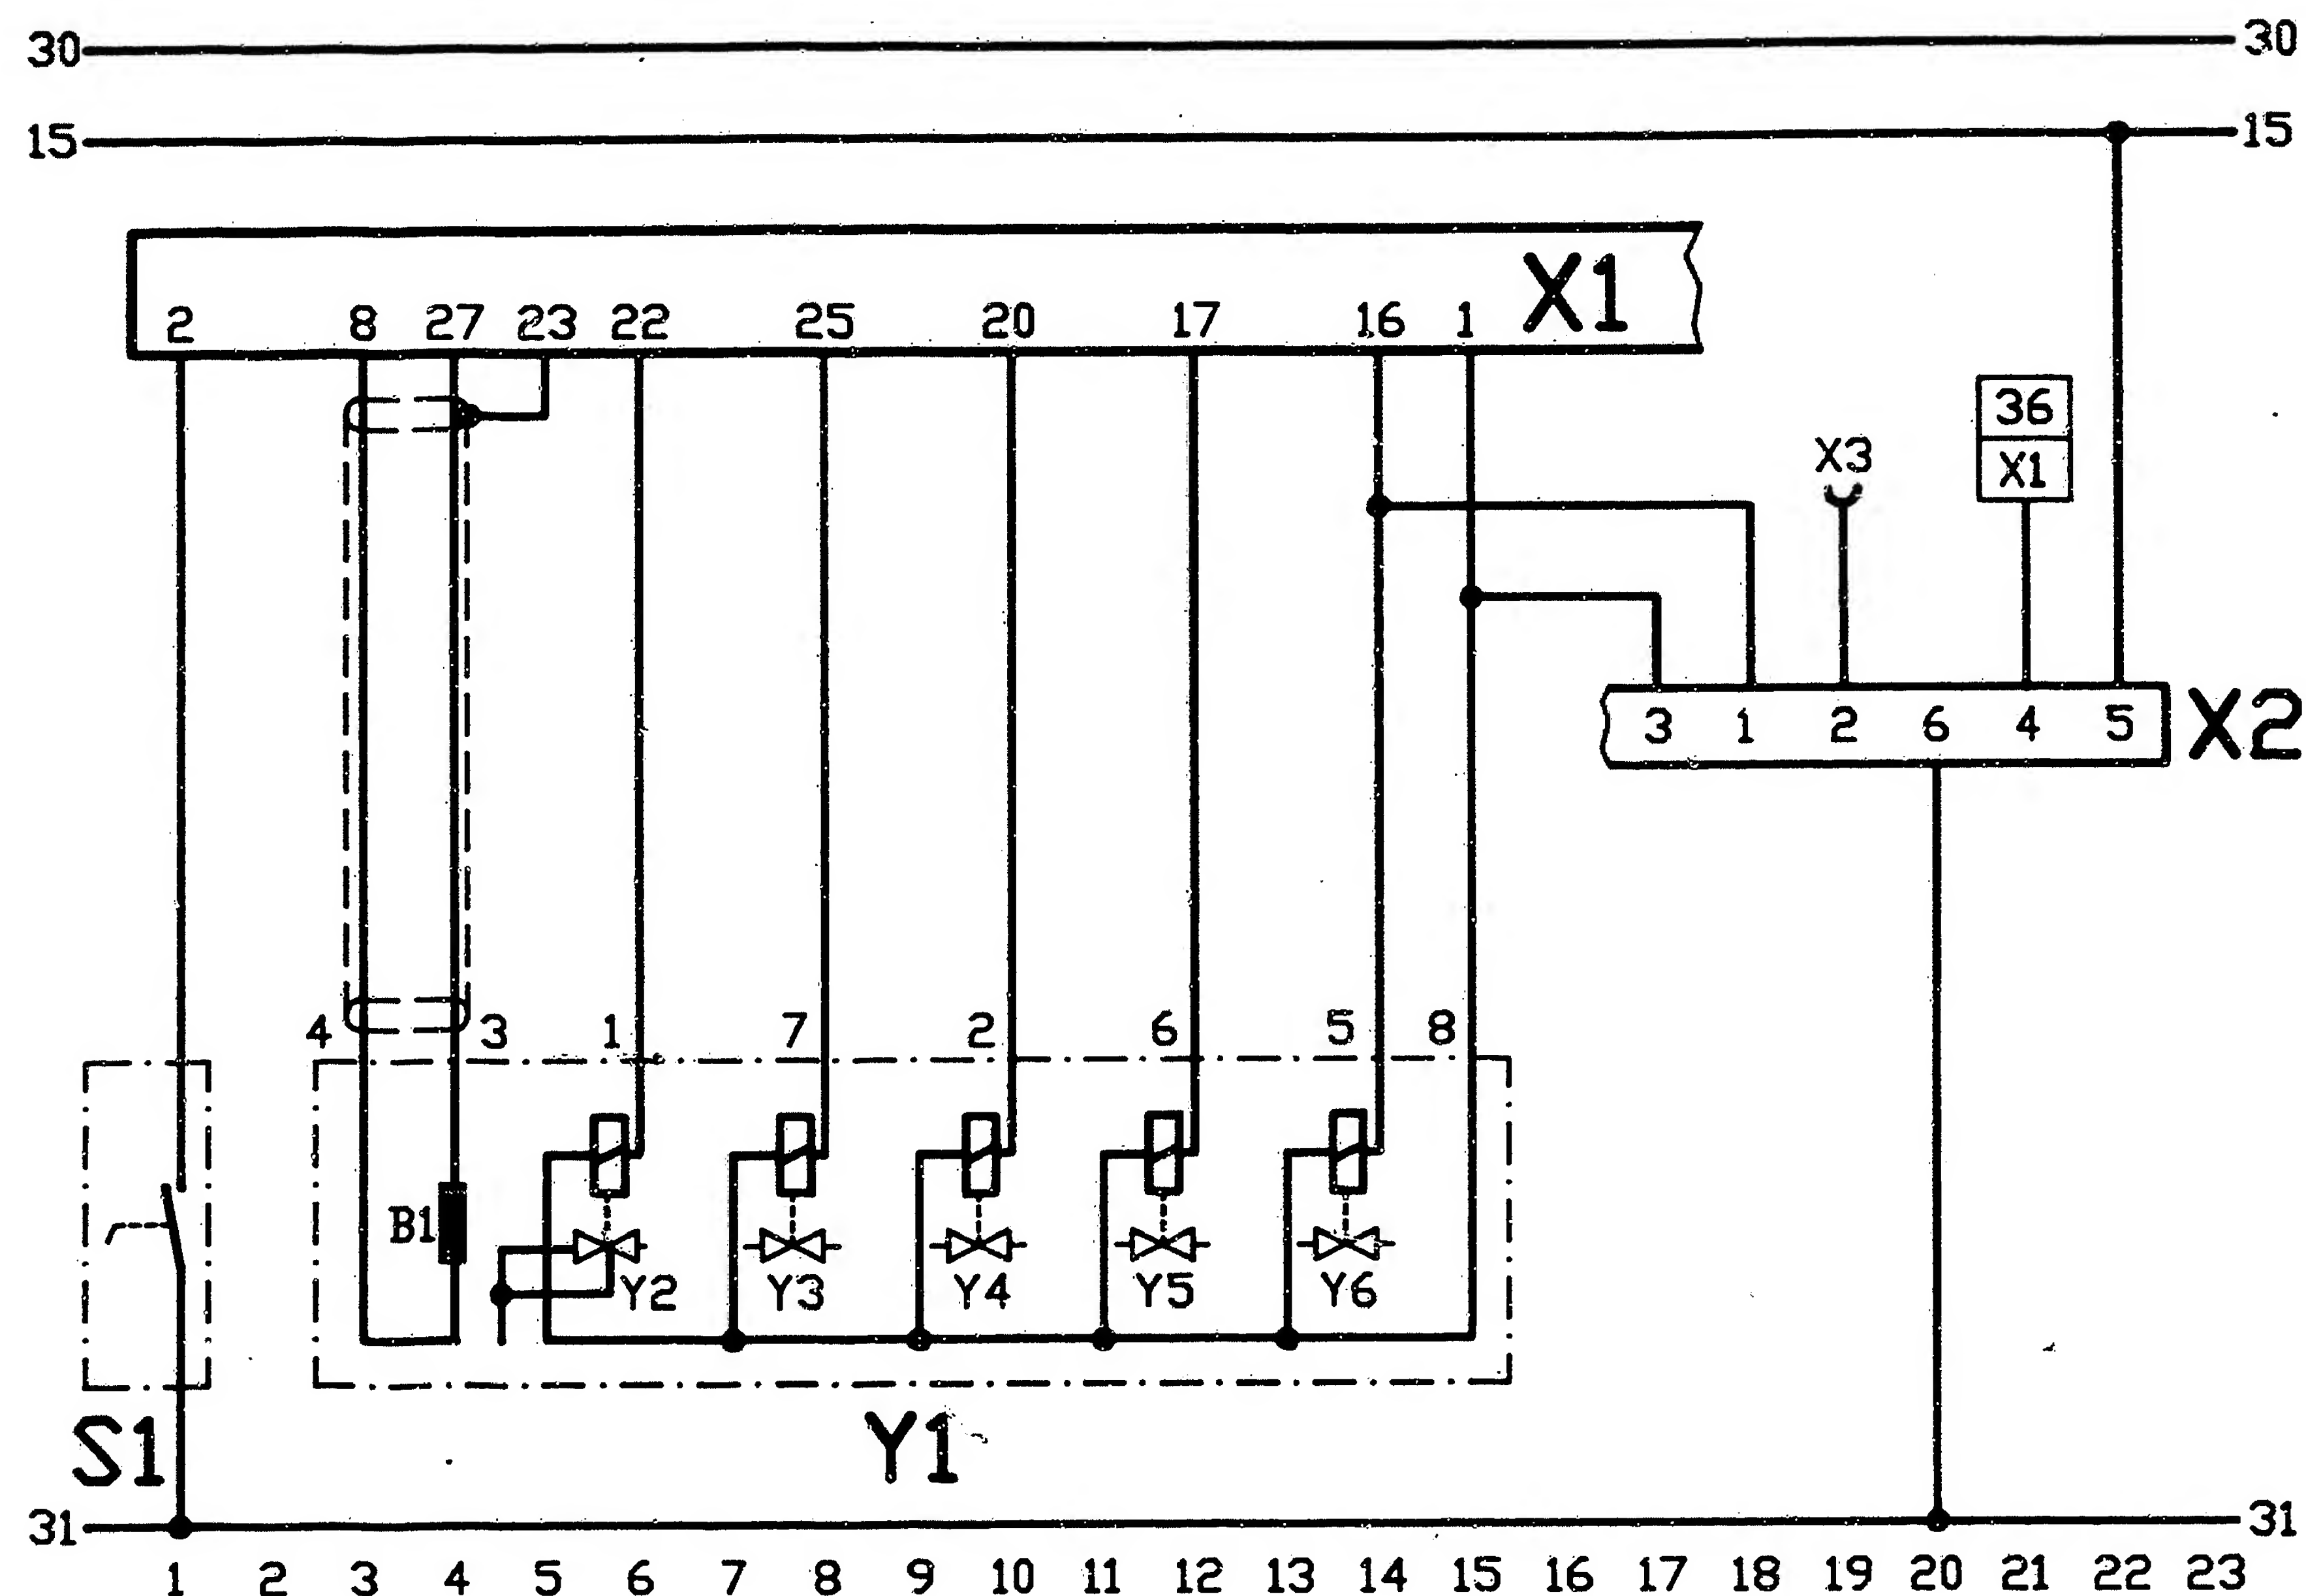 30 30
15 15
2 8 27 23 22 25 20 17 16 1 X1
36
X3 X1
3 1 2 6 4 5 X2
4 3 1 7 2 6 5 8
B1
Y2 Y3 Y4 Y5 Y6
S1 Y1
31 31
1 2 3 4 5 6 7 8 9 10 11 12 13 14 15 16 17 18 19 20 21 22 23